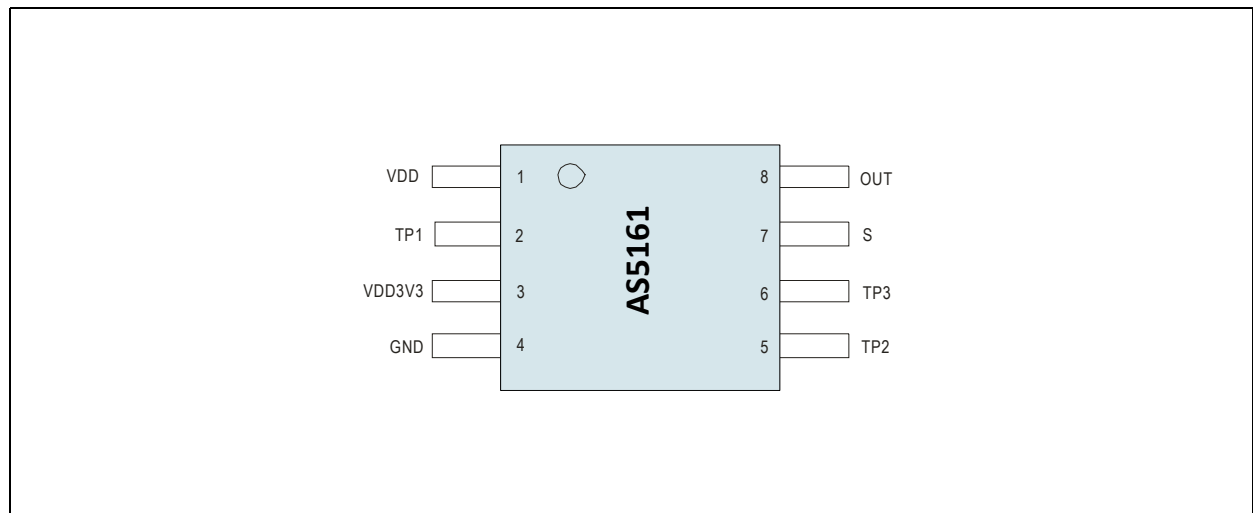 VDD 1 8 OUT
TP1 2 7 S
VDD3V3 3 6 TP3
GND 4 5 TP2
AS5161